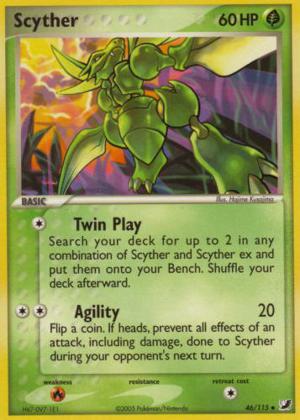 Scyther 60 HP
BASIC Illus. Hajime Kusajima
Twin Play
Search your deck for up to 2 in any
combination of Scyther and Scyther ex and
put them onto your Bench. Shuffle your
deck afterward.
Agility 20
Flip a coin. If heads, prevent all effects of an
attack, including damage, done to Scyther
during your opponent's next turn.
weakness resistance retreat cost
©2005 Pokémon/Nintendo 46/115